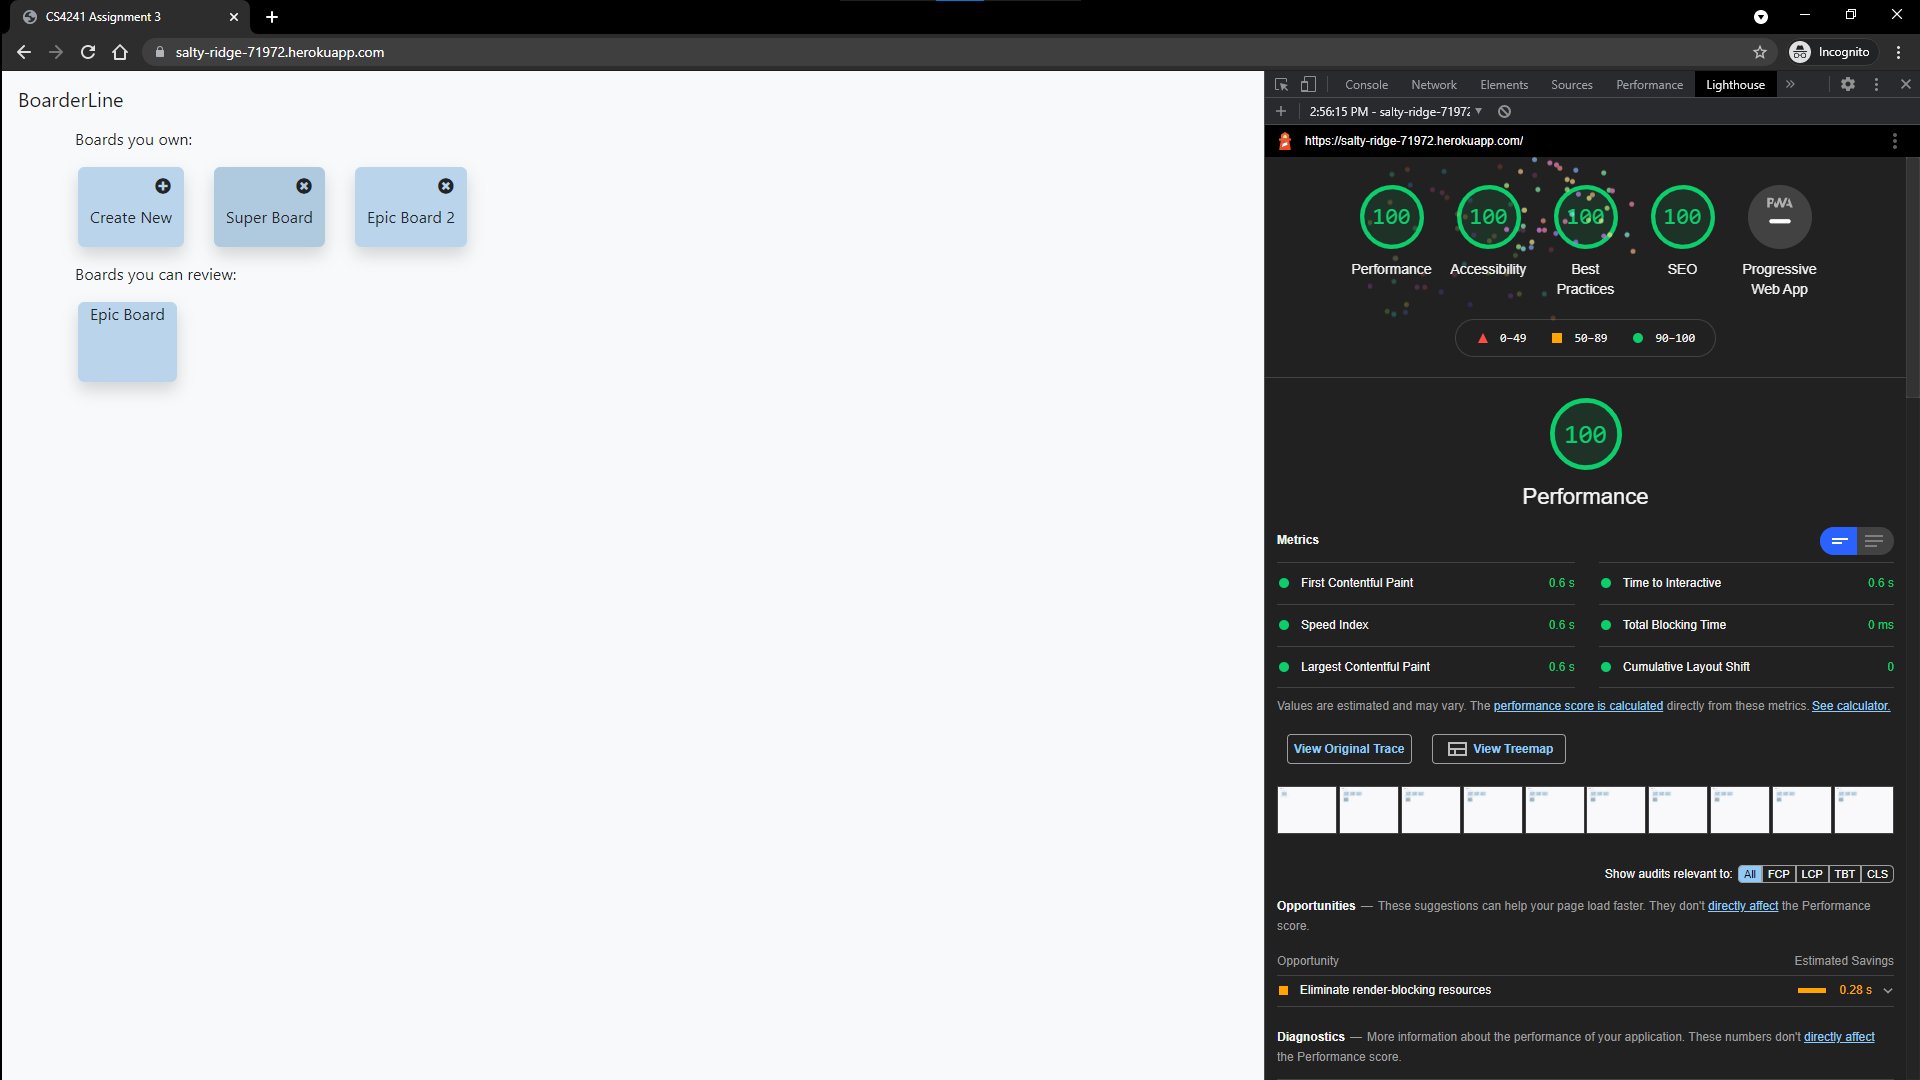 CS4241 Assignment 3
salty-ridge-71972.herokuapp.com
Incognito
BoarderLine
Boards you own:
Create New
Super Board
Epic Board 2
Boards you can review:
Epic Board
Console Network Elements Sources Performance Lighthouse
2:56:15 PM - salty-ridge-7197
https://salty-ridge-71972.herokuapp.com/
100 100 100 100 PWA
Performance Accessibility Best Practices SEO Progressive Web App
0–49 50–89 90–100
100
Performance
Metrics
First Contentful Paint 0.6 s
Time to Interactive 0.6 s
Speed Index 0.6 s
Total Blocking Time 0 ms
Largest Contentful Paint 0.6 s
Cumulative Layout Shift 0
Values are estimated and may vary. The performance score is calculated directly from these metrics. See calculator.
View Original Trace
View Treemap
Show audits relevant to: All FCP LCP TBT CLS
Opportunities — These suggestions can help your page load faster. They don't directly affect the Performance
score.
Opportunity Estimated Savings
Eliminate render-blocking resources 0.28 s
Diagnostics — More information about the performance of your application. These numbers don't directly affect
the Performance score.